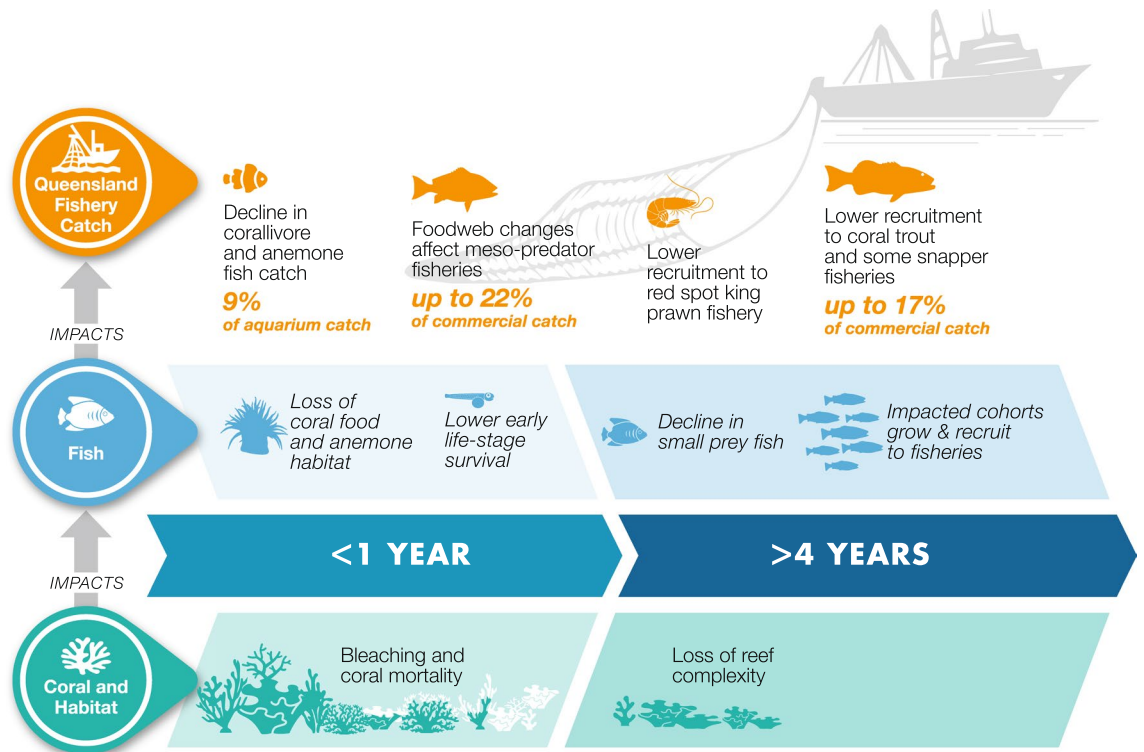 Queensland
Fishery
Catch
Decline in
corallivore
and anemone
fish catch
9%
of aquarium catch
Foodweb changes
affect meso-predator
fisheries
up to 22%
of commercial catch
Lower
recruitment to
red spot king
prawn fishery
Lower recruitment
to coral trout
and some snapper
fisheries
up to 17%
of commercial catch
IMPACTS
Fish
Loss of
coral food
and anemone
habitat
Lower early
life-stage
survival
Decline in
small prey fish
Impacted cohorts
grow & recruit
to fisheries
<1 YEAR
>4 YEARS
IMPACTS
Coral and
Habitat
Bleaching and
coral mortality
Loss of reef
complexity